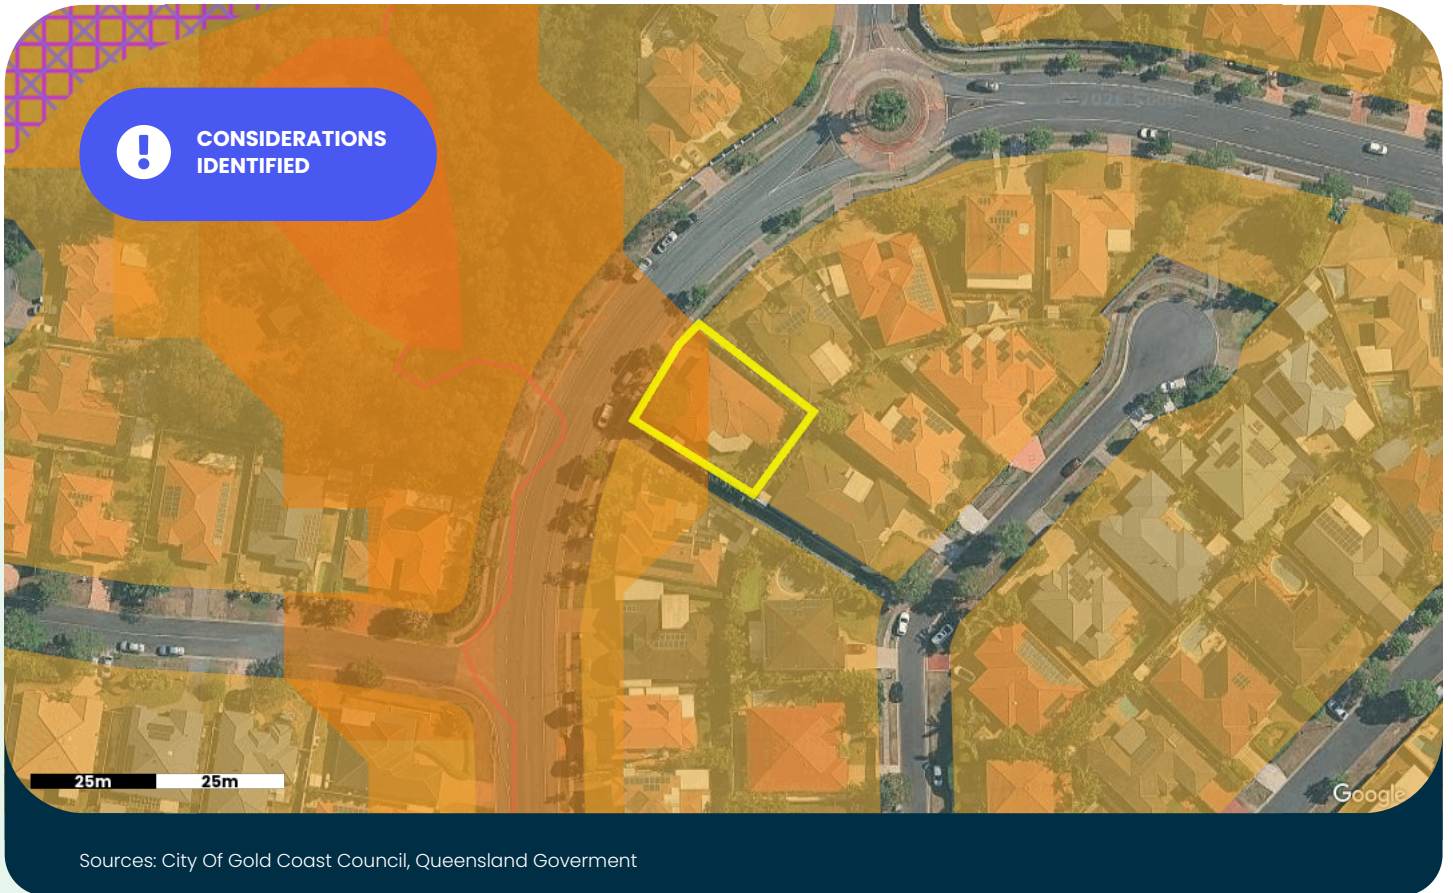 CONSIDERATIONS
IDENTIFIED
25m 25m
Google
Sources: City Of Gold Coast Council, Queensland Goverment